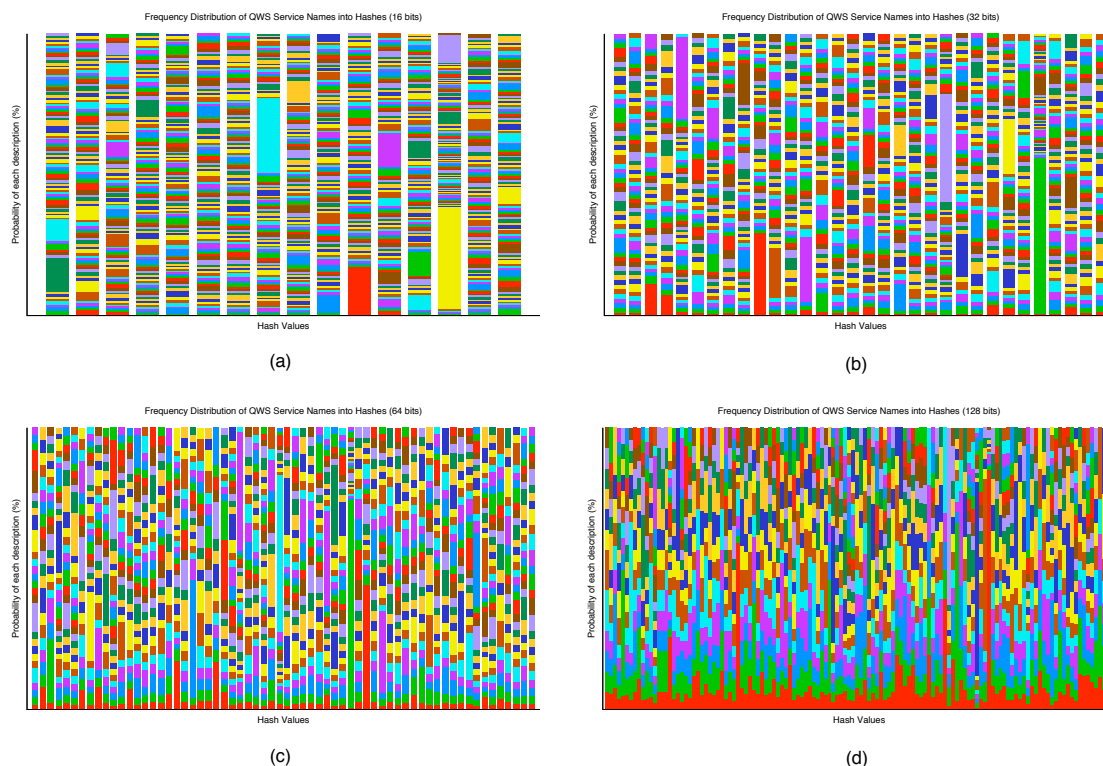 Frequency Distribution of QWS Service Names into Hashes (16 bits)
Probability of each description (%)
Hash Values
(a)
Frequency Distribution of QWS Service Names into Hashes (32 bits)
Probability of each description (%)
Hash Values
(b)
Frequency Distribution of QWS Service Names into Hashes (64 bits)
Probability of each description (%)
Hash Values
(c)
Frequency Distribution of QWS Service Names into Hashes (128 bits)
Probability of each description (%)
Hash Values
(d)